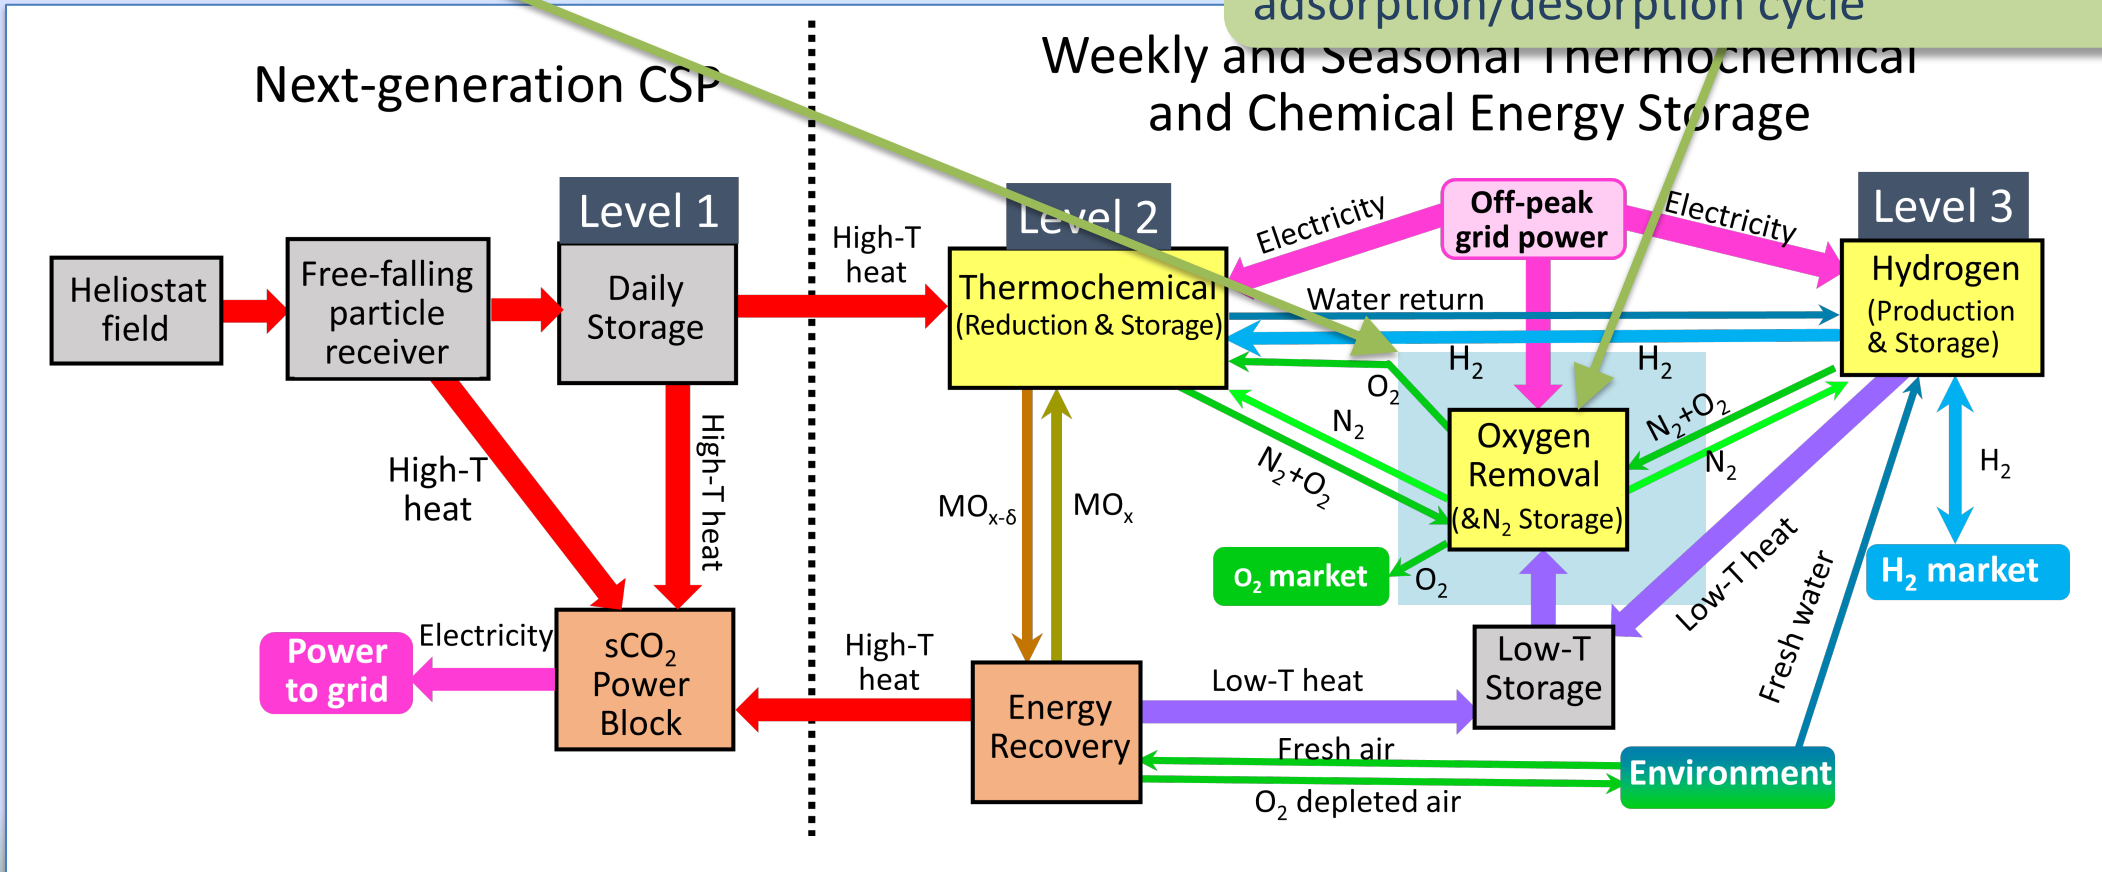 adsorption/desorption cycle
Next-generation CSP
Weekly and Seasonal Thermochemical
and Chemical Energy Storage
Level 1
Level 2
Level 3
Heliostat
field
Free-falling
particle
receiver
Daily
Storage
High-T
heat
Thermochemical
(Reduction & Storage)
Electricity
Off-peak
grid power
Electricity
Hydrogen
(Production
& Storage)
Water return
H₂
H₂
O₂
N₂
N₂+O₂
Oxygen
Removal
(&N₂ Storage)
N₂+O₂
N₂
H₂
High-T
heat
High-T heat
MOₓ₋δ
MOₓ
O₂ market
O₂
H₂ market
Low-T heat
Fresh water
Power
to grid
Electricity
sCO₂
Power
Block
High-T
heat
Energy
Recovery
Low-T heat
Low-T
Storage
Fresh air
O₂ depleted air
Environment